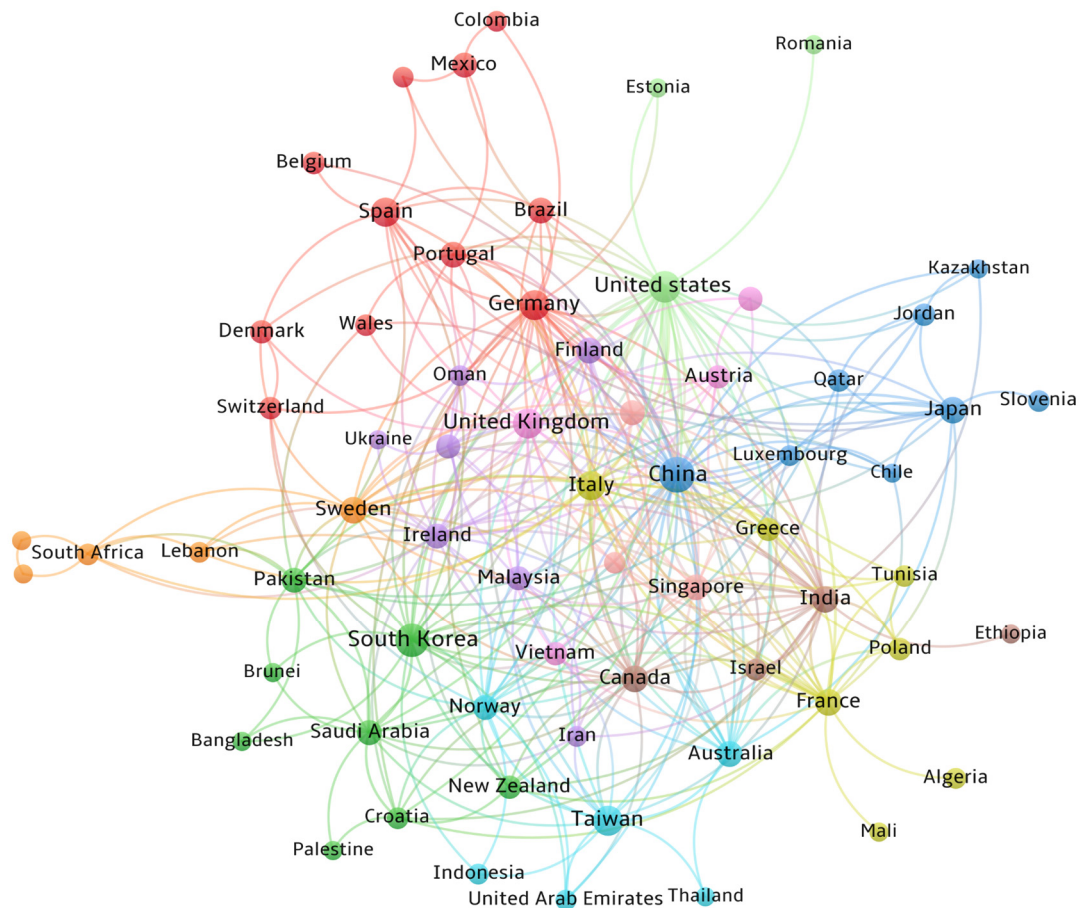 Colombia
Romania
Mexico
Estonia
Belgium
Spain
Brazil
Portugal
Kazakhstan
United states
Germany
Jordan
Denmark
Wales
Finland
Oman
Austria
Qatar
Slovenia
Switzerland
Japan
United Kingdom
Ukraine
Luxembourg
China
Chile
Italy
Sweden
Greece
Ireland
South Africa
Lebanon
Pakistan
Malaysia
Singapore
Tunisia
India
South Korea
Ethiopia
Vietnam
Poland
Brunei
Canada
Israel
Norway
France
Saudi Arabia
Iran
Bangladesh
Australia
New Zealand
Algeria
Croatia
Taiwan
Mali
Palestine
Indonesia
United Arab Emirates
Thailand